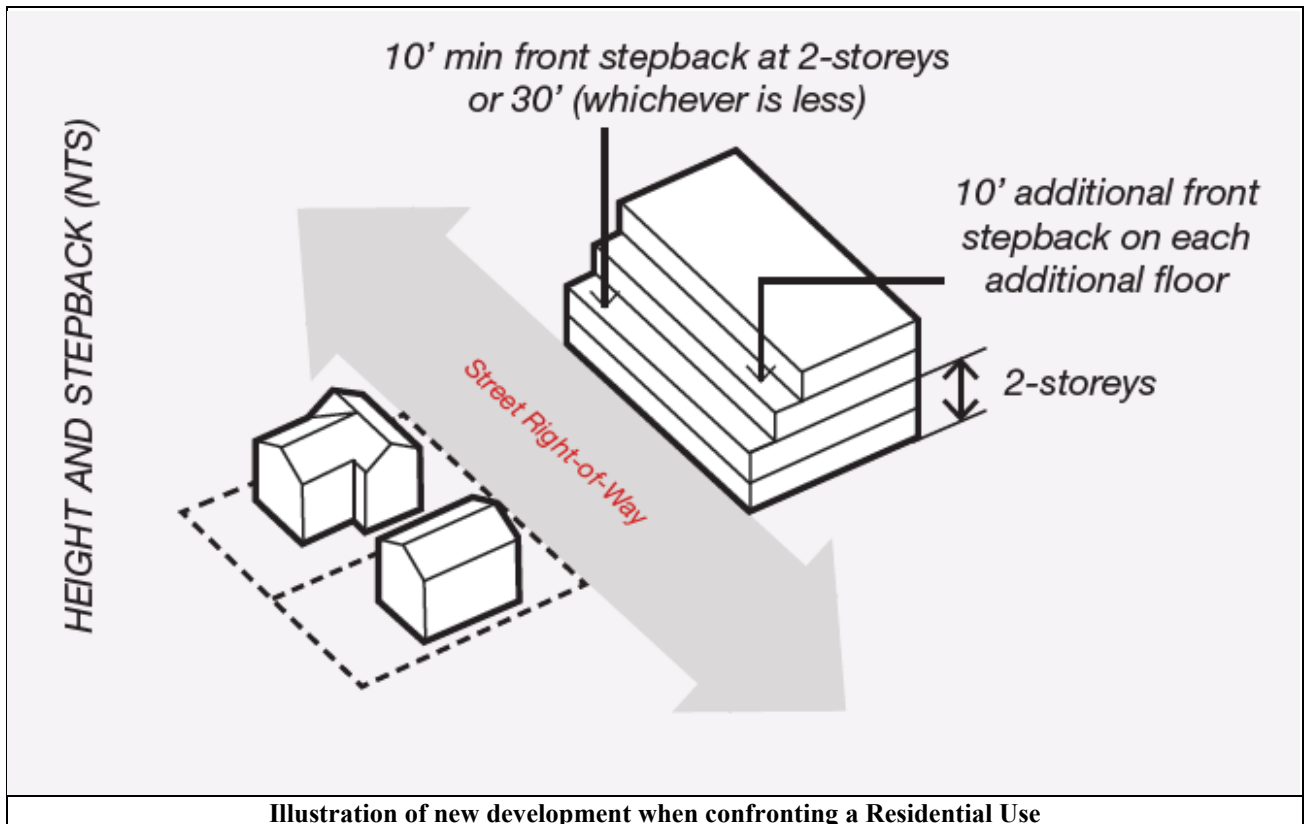 10' min front stepback at 2-storeys
or 30' (whichever is less)
HEIGHT AND STEPBACK (NTS)
10' additional front
stepback on each
additional floor
2-storeys
Street Right-of-Way
Illustration of new development when confronting a Residential Use